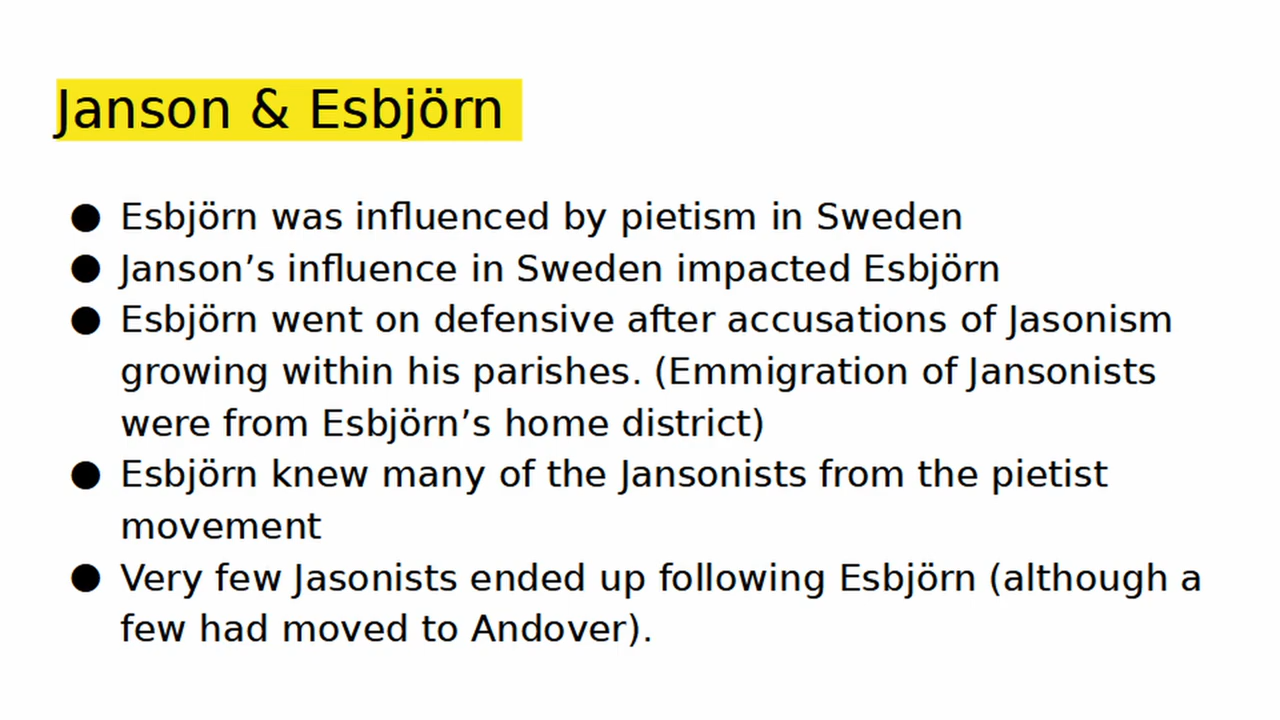 Janson & Esbjörn
● Esbjörn was influenced by pietism in Sweden
● Janson’s influence in Sweden impacted Esbjörn
● Esbjörn went on defensive after accusations of Jasonism
growing within his parishes. (Emmigration of Jansonists
were from Esbjörn’s home district)
● Esbjörn knew many of the Jansonists from the pietist
movement
● Very few Jasonists ended up following Esbjörn (although a
few had moved to Andover).